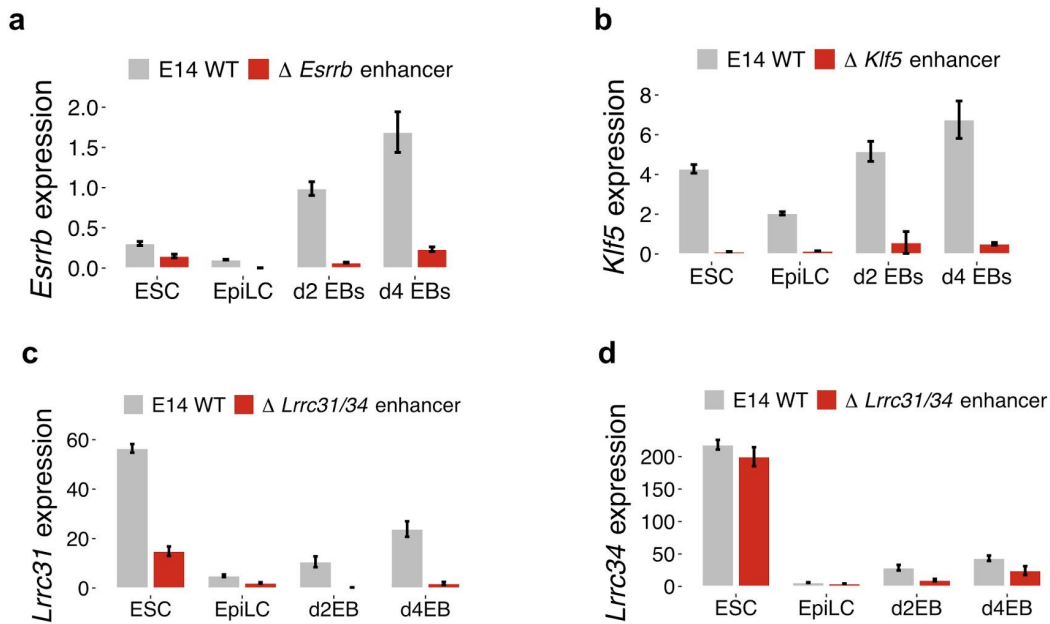 a
E14 WT Δ Esrrb enhancer
Esrrb expression
2.0
1.5
1.0
0.5
0.0
ESC EpiLC d2 EBs d4 EBs
b
E14 WT Δ Klf5 enhancer
Klf5 expression
8
6
4
2
0
ESC EpiLC d2 EBs d4 EBs
c
E14 WT Δ Lrrc31/34 enhancer
Lrrc31 expression
60
40
20
0
ESC EpiLC d2EB d4EB
d
E14 WT Δ Lrrc31/34 enhancer
Lrrc34 expression
200
150
100
50
0
ESC EpiLC d2EB d4EB